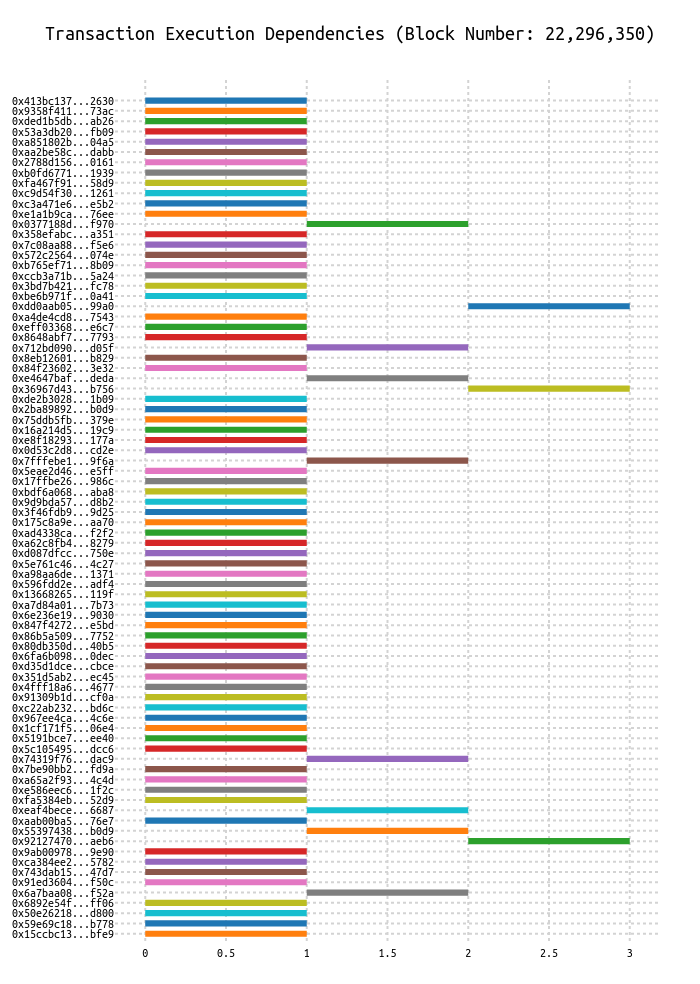 Transaction Execution Dependencies (Block Number: 22,296,350)
0x413bc137...2630
0x9358f411...73ac
0xded1b5db...ab26
0x53a3db20...fb09
0xa851802b...04a5
0xaa2be58c...dabb
0x2788d156...0161
0xb0fd6771...1939
0xfa467f91...58d9
0xc9d54f30...1261
0xc3a471e6...e5b2
0xe1a1b9ca...76ee
0x0377188d...f970
0x358efabc...a351
0x7c08aa88...f5e6
0x572c2564...074e
0xb765ef71...8b09
0xccb3a71b...5a24
0x3bd7b421...fc78
0xbe6b971f...0a41
0xdd0aab05...99a0
0xa4de4cd8...7543
0xeff03368...e6c7
0x8648abf7...7793
0x712bd090...d05f
0x8eb12601...b829
0x84f23602...3e32
0xe4647baf...deda
0x36967d43...b756
0xde2b3028...1b09
0x2ba89892...b0d9
0x75ddb5fb...379e
0x16a214d5...19c9
0xe8f18293...177a
0x0d53c2d8...cd2e
0x7fffebe1...9f6a
0x5eae2d46...e5ff
0x17ffbe26...986c
0xbdf6a068...aba8
0x9d9bda57...d8b2
0x3f46fdb9...9d25
0x175c8a9e...aa70
0xad4338ca...f2f2
0xa62c8fb4...8279
0xd087dfcc...750e
0x5e761c46...4c27
0xa98aa6de...1371
0x596fdd2e...adf4
0x13668265...119f
0xa7d84a01...7b73
0x6e236e19...9030
0x847f4272...e5bd
0x86b5a509...7752
0x80db350d...40b5
0x6fa6b098...0dec
0xd35d1dce...cbce
0x351d5ab2...ec45
0x4fff18a6...4677
0x91309b1d...cf0a
0xc22ab232...bd6c
0x967ee4ca...4c6e
0x1cf171f5...06e4
0x5191bce7...ee40
0x5c105495...dcc6
0x74319f76...dac9
0x7be90bb2...fd9a
0xa65a2f93...4c4d
0xe586eec6...1f2c
0xfa5384eb...52d9
0xeaf4bece...6687
0xaab00ba5...76e7
0x55397438...b0d9
0x92127470...aeb6
0x9ab00978...9e90
0xca384ee2...5782
0x743dab15...47d7
0x91ed3604...f50c
0x6a7baa08...f52a
0x6892e54f...ff06
0x50e26218...d800
0x59e69c18...b778
0x15ccbc13...bfe9
0 0.5 1 1.5 2 2.5 3